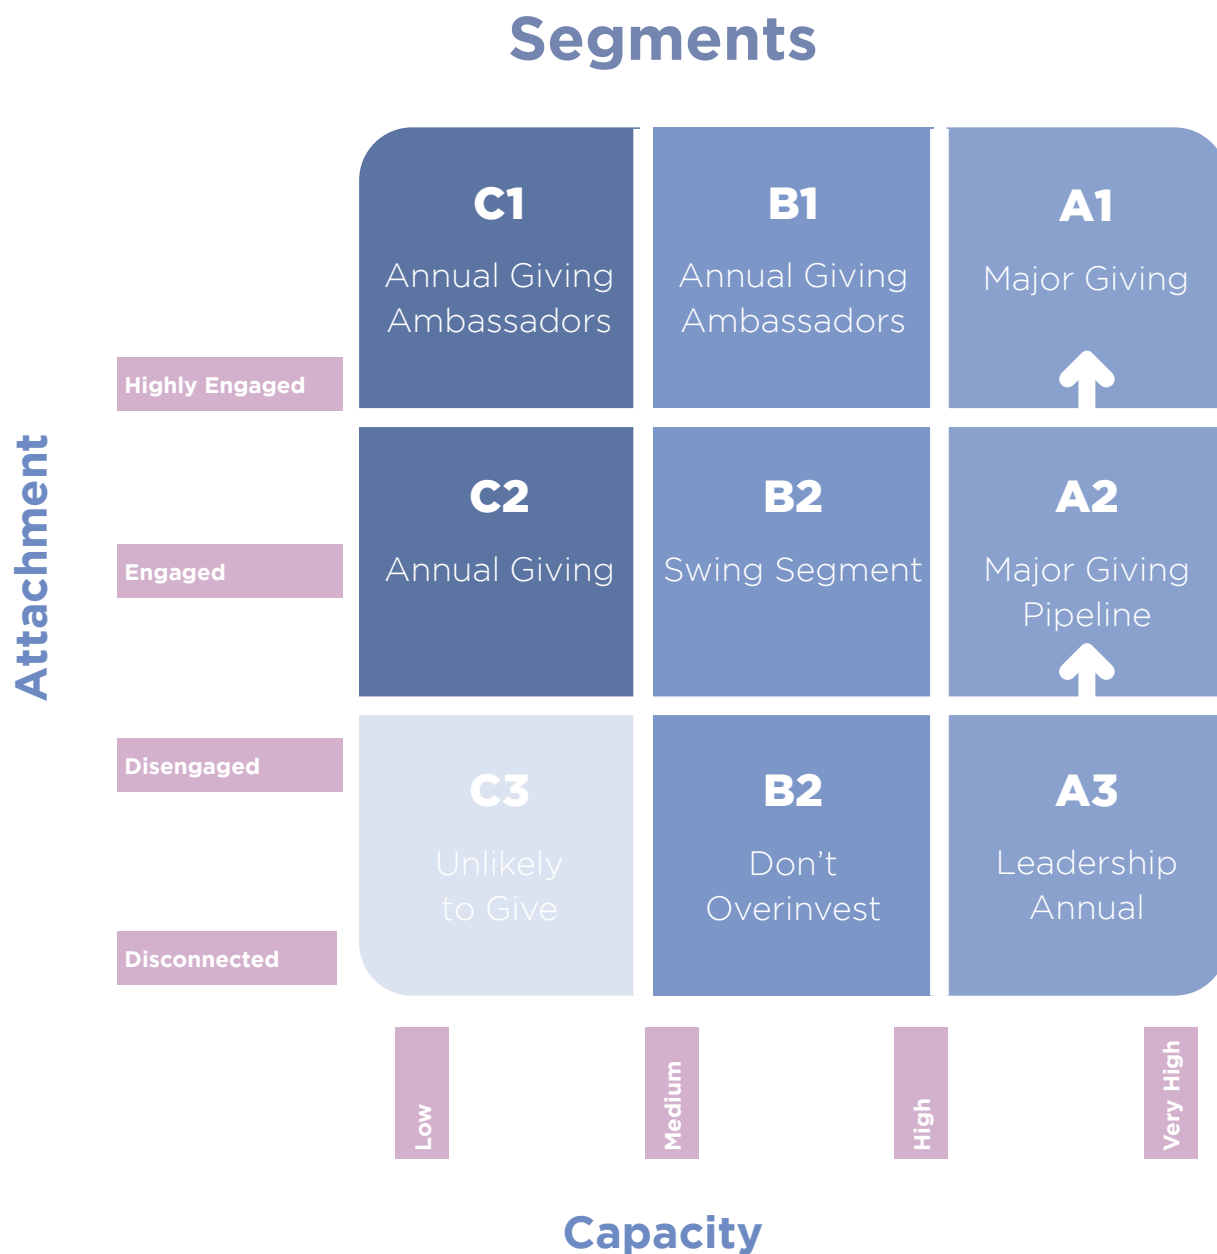 Segments
C1
Annual Giving
Ambassadors
B1
Annual Giving
Ambassadors
A1
Major Giving
Highly Engaged
Attachment
C2
Annual Giving
B2
Swing Segment
A2
Major Giving
Pipeline
Engaged
Disengaged
C3
Unlikely
to Give
B2
Don’t
Overinvest
A3
Leadership
Annual
Disconnected
Low
Medium
High
Very High
Capacity